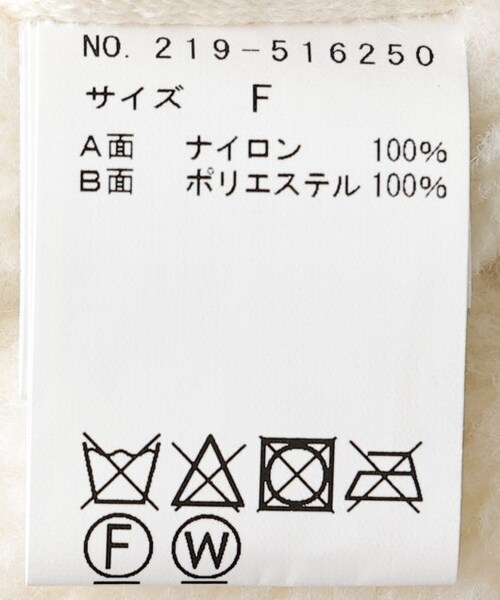 NO. 219-516250
サイズ F
A面 ナイロン 100%
B面 ポリエステル 100%
F W